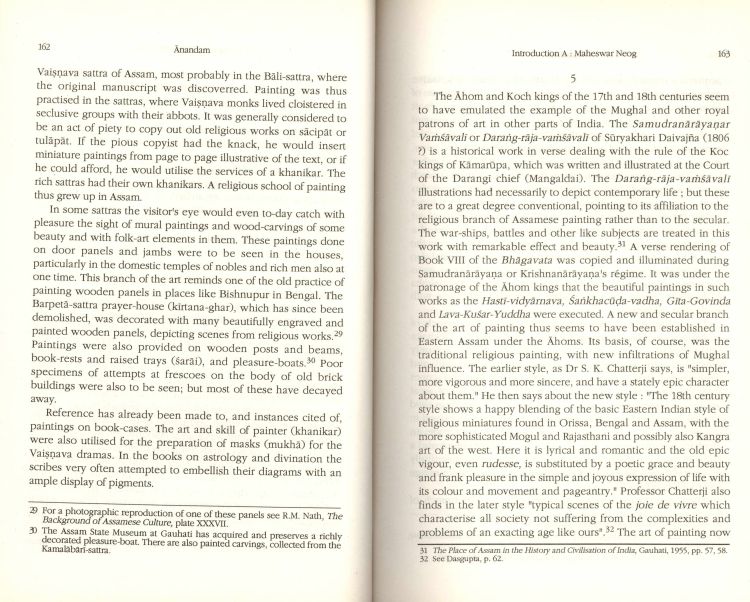 162
Ānandam
Vaiṣṇava sattra of Assam, most probably in the Bāli-sattra, where
the original manuscript was discovered. Painting was thus
practised in the sattras, where Vaiṣṇava monks lived cloistered in
seclusive groups with their abbots. It was generally considered to
be an act of piety to copy out old religious works on sācipāt or
tulāpāt. If the pious copyist had the knack, he would insert
miniature paintings from page to page illustrative of the text, or if
he could afford, he would utilise the services of a khanikar. The
rich sattras had their own khanikars. A religious school of painting
thus grew up in Assam.
In some sattras the visitor's eye would even to-day catch with
pleasure the sight of mural paintings and wood-carvings of some
beauty and with folk-art elements in them. These paintings done
on door panels and jambs were to be seen in the houses,
particularly in the domestic temples of nobles and rich men also at
one time. This branch of the art reminds one of the old practice of
painting wooden panels in places like Bishnupur in Bengal. The
Barpetā-sattra prayer-house (kīrtana-ghar), which has since been
demolished, was decorated with many beautifully engraved and
painted wooden panels, depicting scenes from religious works.29
Paintings were also provided on wooden posts and beams,
book-rests and raised trays (śarāi), and pleasure-boats.30 Poor
specimens of attempts at frescoes on the body of old brick
buildings were also to be seen; but most of these have decayed
away.
Reference has already been made to, and instances cited of,
paintings on book-cases. The art and skill of painter (khanikar)
were also utilised for the preparation of masks (mukhā) for the
Vaiṣṇava dramas. In the books on astrology and divination the
scribes very often attempted to embellish their diagrams with an
ample display of pigments.
29 For a photographic reproduction of one of these panels see R.M. Nath, The
Background of Assamese Culture, plate XXXVII.
30 The Assam State Museum at Gauhati has acquired and preserves a richly
decorated pleasure-boat. There are also painted carvings, collected from the
Kamalābāri-sattra.
Introduction A : Maheswar Neog
163
5
The Āhom and Koch kings of the 17th and 18th centuries seem
to have emulated the example of the Mughal and other royal
patrons of art in other parts of India. The Samudranārāyaṇar
Vaṁśāvali or Daraṅg-rāja-vaṁśāvalī of Sūryakhari Daivajña (1806
?) is a historical work in verse dealing with the rule of the Koc
kings of Kāmarūpa, which was written and illustrated at the Court
of the Darangi chief (Mangaldai). The Daraṅg-rāja-vaṁśāvalī
illustrations had necessarily to depict contemporary life ; but these
are to a great degree conventional, pointing to its affiliation to the
religious branch of Assamese painting rather than to the secular.
The war-ships, battles and other like subjects are treated in this
work with remarkable effect and beauty.31 A verse rendering of
Book VIII of the Bhāgavata was copied and illuminated during
Samudranārāyaṇa or Krishnanārāyaṇa's régime. It was under the
patronage of the Āhom kings that the beautiful paintings in such
works as the Hasti-vidyārnava, Śaṅkhacūḍa-vadha, Gīta-Govinda
and Lava-Kuśar-Yuddha were executed. A new and secular branch
of the art of painting thus seems to have been established in
Eastern Assam under the Āhoms. Its basis, of course, was the
traditional religious painting, with new infiltrations of Mughal
influence. The earlier style, as Dr S. K. Chatterji says, is "simpler,
more vigorous and more sincere, and have a stately epic character
about them." He then says about the new style : "The 18th century
style shows a happy blending of the basic Eastern Indian style of
religious miniatures found in Orissa, Bengal and Assam, with the
more sophisticated Mogul and Rajasthani and possibly also Kangra
art of the west. Here it is lyrical and romantic and the old epic
vigour, even rudesse, is substituted by a poetic grace and beauty
and frank pleasure in the simple and joyous expression of life with
its colour and movement and pageantry." Professor Chatterji also
finds in the later style "typical scenes of the joie de vivre which
characterise all society not suffering from the complexities and
problems of an exacting age like ours".32 The art of painting now
31 The Place of Assam in the History and Civilisation of India, Gauhati, 1955, pp. 57, 58.
32 See Dasgupta, p. 62.